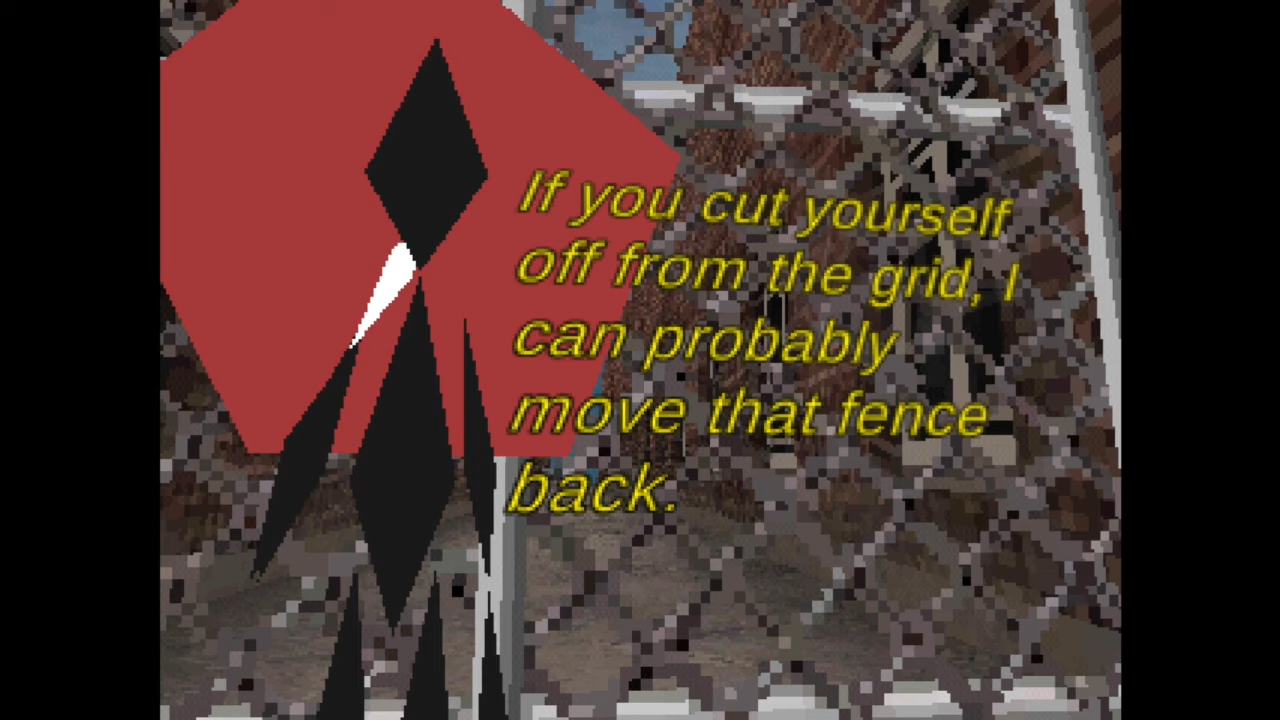 If you cut yourself
off from the grid, I
can probably
move that fence
back.